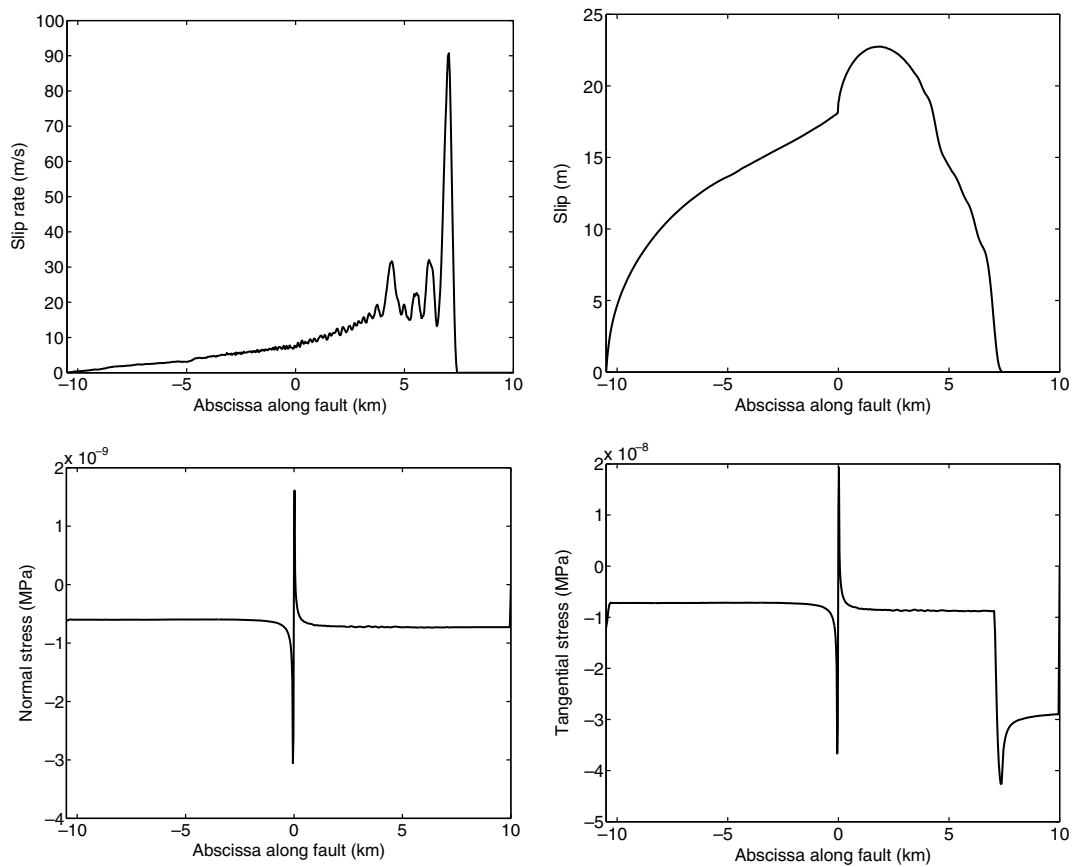 100
90
80
70
60
50
40
30
20
10
0
Slip rate (m/s)
−10 −5 0 5 10
Abscissa along fault (km)
25
20
15
10
5
0
Slip (m)
−10 −5 0 5 10
Abscissa along fault (km)
x 10−9
2
1
0
−1
−2
−3
−4
Normal stress (MPa)
−10 −5 0 5 10
Abscissa along fault (km)
x 10−8
2
1
0
−1
−2
−3
−4
−5
Tangential stress (MPa)
−10 −5 0 5 10
Abscissa along fault (km)